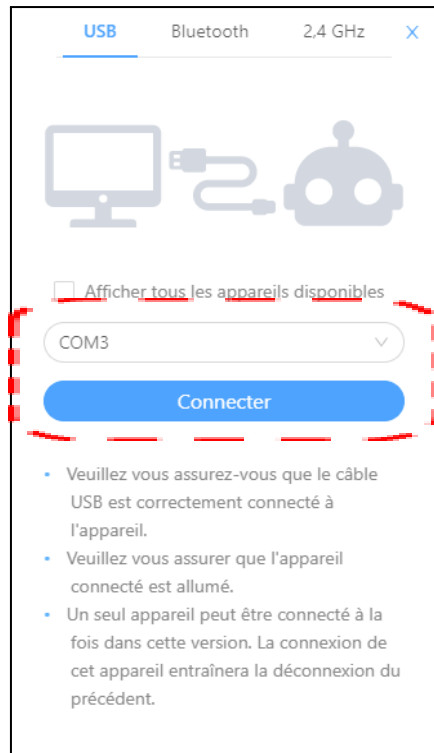 USB Bluetooth 2,4 GHz X
Afficher tous les appareils disponibles
COM3
Connecter
• Veuillez vous assurez-vous que le câble
USB est correctement connecté à
l'appareil.
• Veuillez vous assurer que l'appareil
connecté est allumé.
• Un seul appareil peut être connecté à la
fois dans cette version. La connexion de
cet appareil entraînera la déconnexion du
précédent.